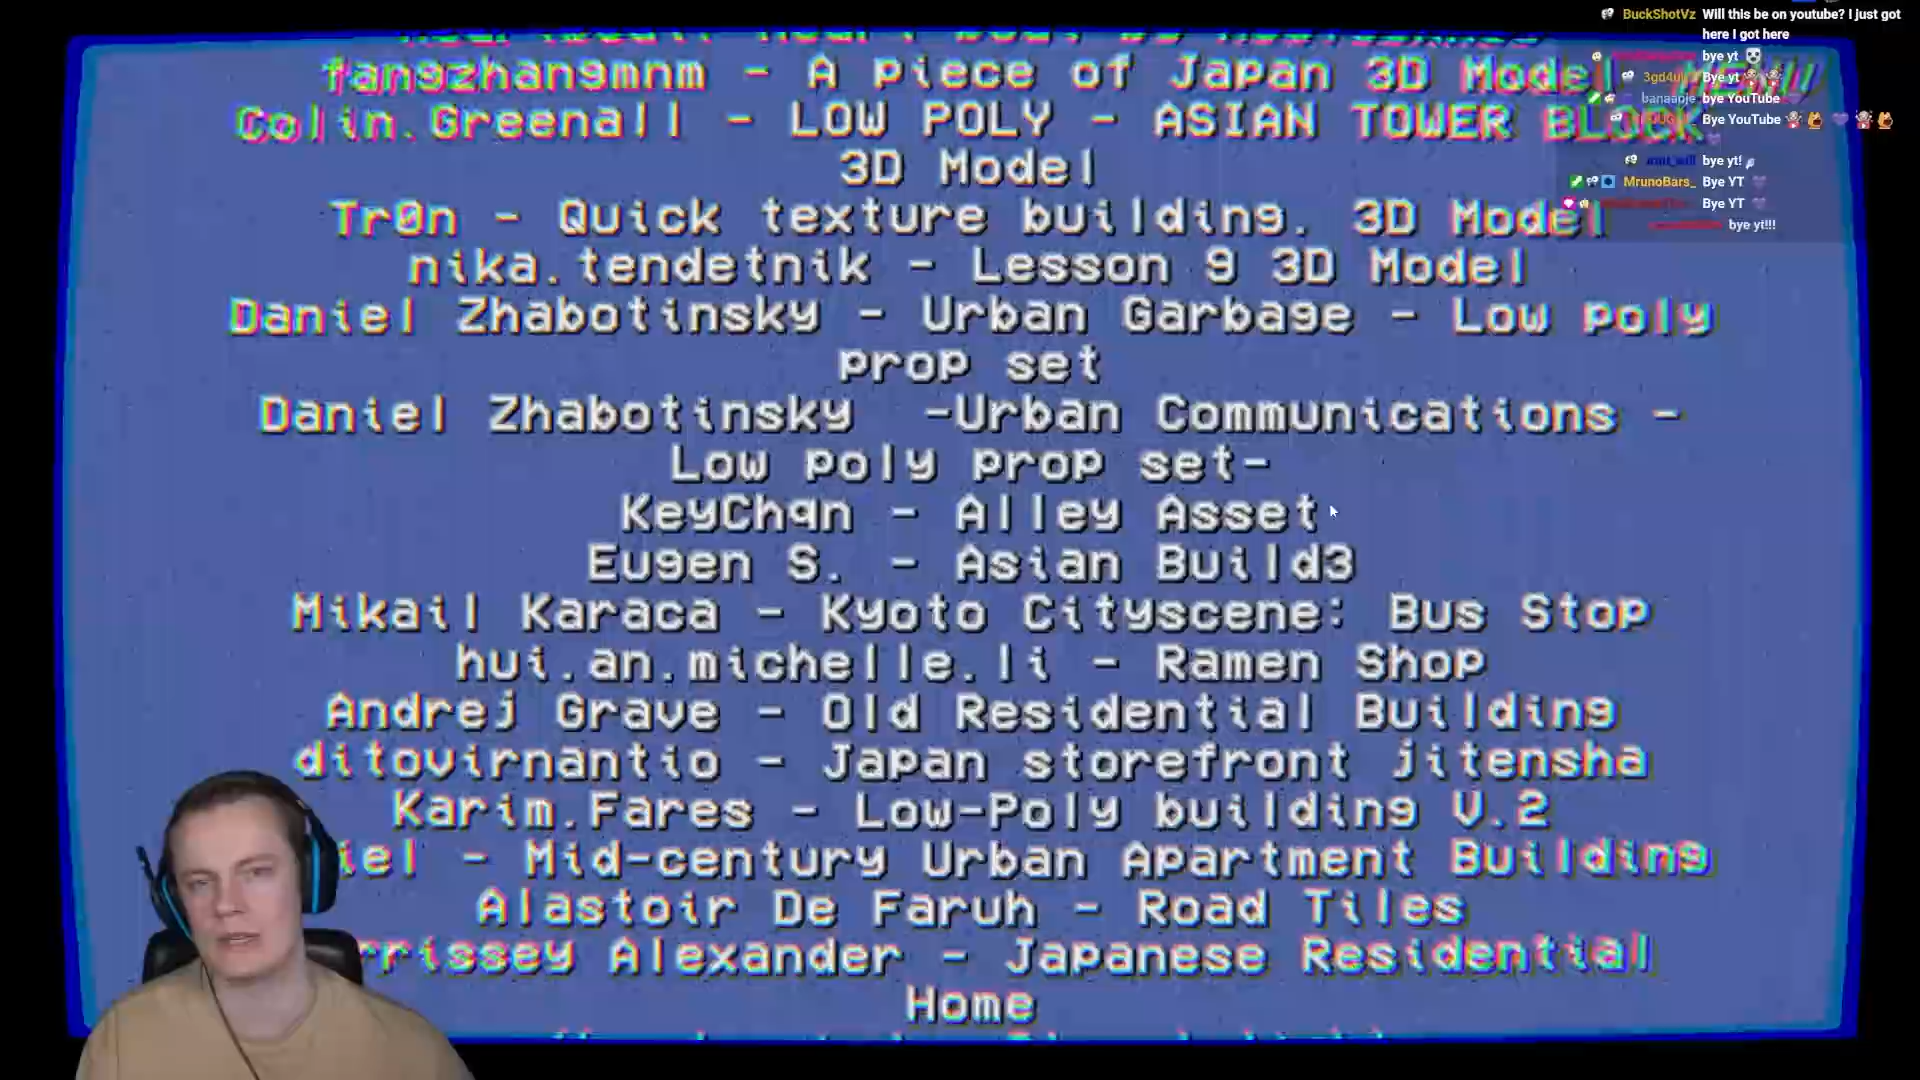 fangzhangmnm - A piece of Japan 3D Model
Colin.Greenall - LOW POLY - ASIAN TOWER BLOCK
3D Model
Tr0n - Quick texture building. 3D Model
nika.tendetnik - Lesson 9 3D Model
Daniel Zhabotinsky - Urban Garbage - Low poly
prop set
Daniel Zhabotinsky -Urban Communications -
Low poly prop set-
KeyChan - Alley Asset
Eugen S. - Asian Build3
Mikail Karaca - Kyoto Cityscene: Bus Stop
hui.an.michelle.li - Ramen Shop
Andrej Grave - Old Residential Building
ditovirnantio - Japan storefront jitensha
Karim.Fares - Low-Poly building V.2
- Mid-century Urban Apartment Building
Alastoir De Faruh - Road Tiles
Alexander - Japanese Residential
Home
BuckShotVz Will this be on youtube? I just got
here I got here
bye yt
Bye yt
banaapje bye YouTube
Bye YouTube
bye yt!
MrunoBars_ Bye YT
Bye YT
bye yt!!!